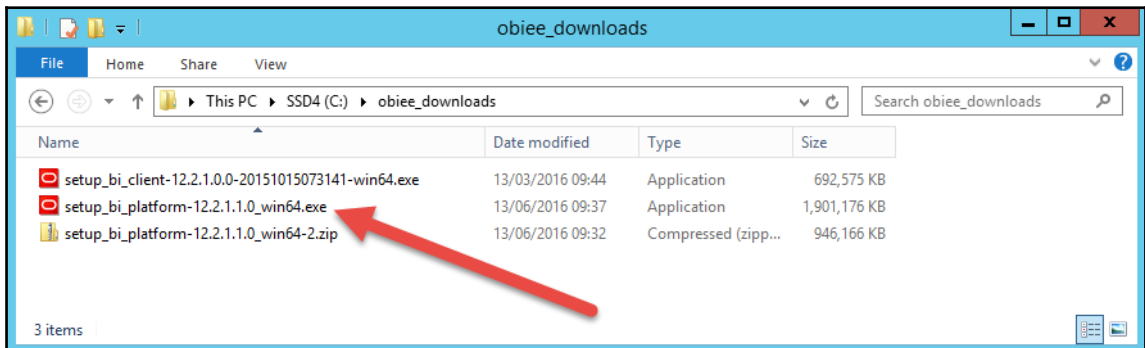 obiee_downloads
File Home Share View
This PC SSD4 (C:) obiee_downloads Search obiee_downloads
Name Date modified Type Size
setup_bi_client-12.2.1.0.0-20151015073141-win64.exe 13/03/2016 09:44 Application 692,575 KB
setup_bi_platform-12.2.1.1.0_win64.exe 13/06/2016 09:37 Application 1,901,176 KB
setup_bi_platform-12.2.1.1.0_win64-2.zip 13/06/2016 09:32 Compressed (zipp... 946,166 KB
3 items